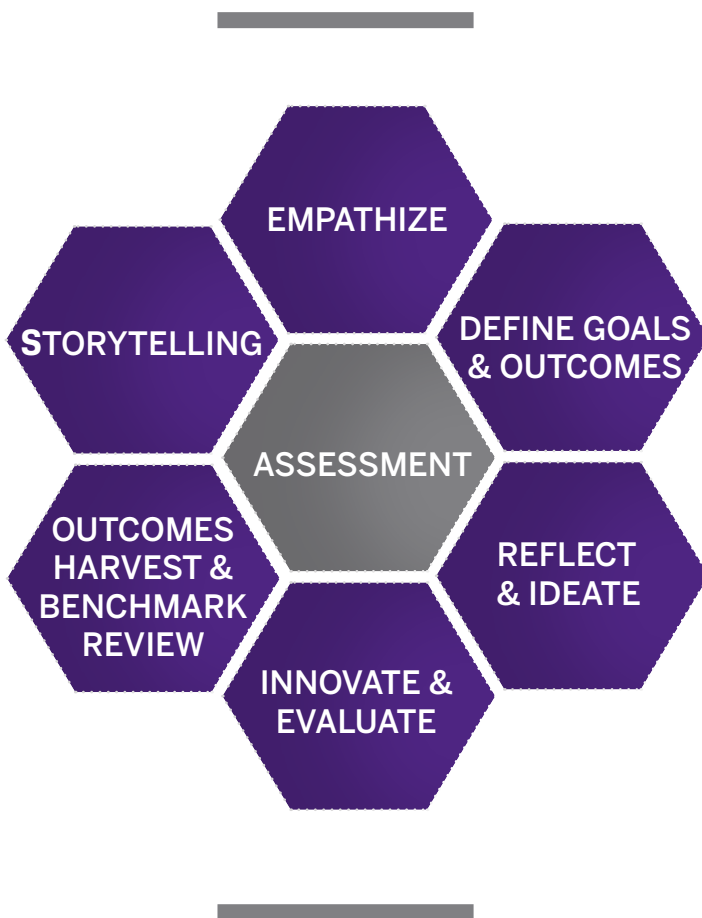 EMPATHIZE
DEFINE GOALS
& OUTCOMES
REFLECT
& IDEATE
INNOVATE &
EVALUATE
OUTCOMES
HARVEST &
BENCHMARK
REVIEW
STORYTELLING
ASSESSMENT